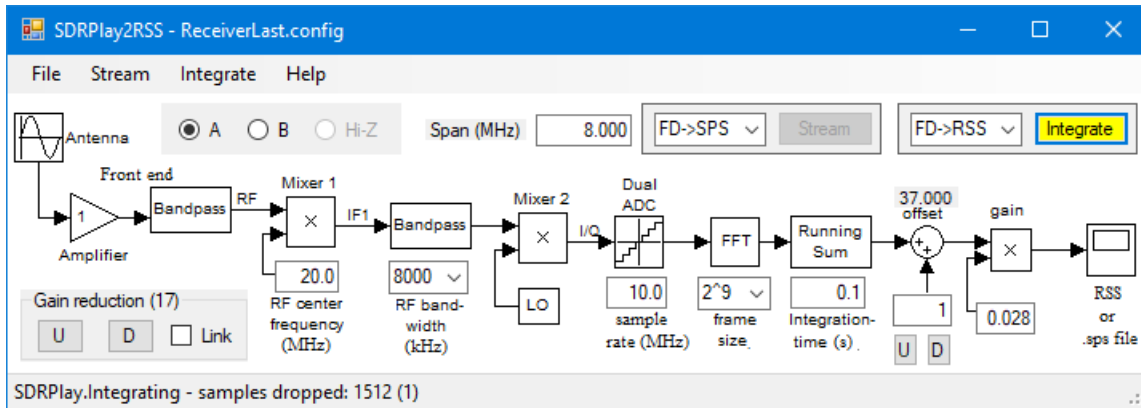 SDRPlay2RSS - ReceiverLast.config
File Stream Integrate Help
A B Hi-Z
Span (MHz) 8.000
FD->SPS Stream
FD->RSS Integrate
Antenna
Front end
1
Amplifier
Bandpass
RF
Mixer 1
×
IF1
20.0
RF center
frequency
(MHz)
Bandpass
8000
RF band-
width
(kHz)
Mixer 2
×
LO
I/Q
Dual
ADC
10.0
sample
rate (MHz)
FFT
2^9
frame
size.
Running
Sum
0.1
Integration-
time (s) .
37.000
offset
+
+
1
U D
gain
×
0.028
RSS
or
.sps file
Gain reduction (17)
U D Link
SDRPlay.Integrating - samples dropped: 1512 (1)